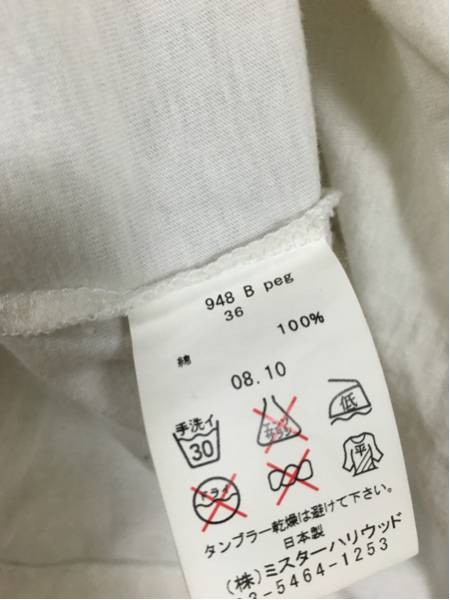 948 B peg
36
綿 100%
08.10
手洗イ
30
エンソサラシ
低
ドライ
平
タンブラー乾燥は避けて下さい。
日本製
(株)ミスターハリウッド
3-5464-1253